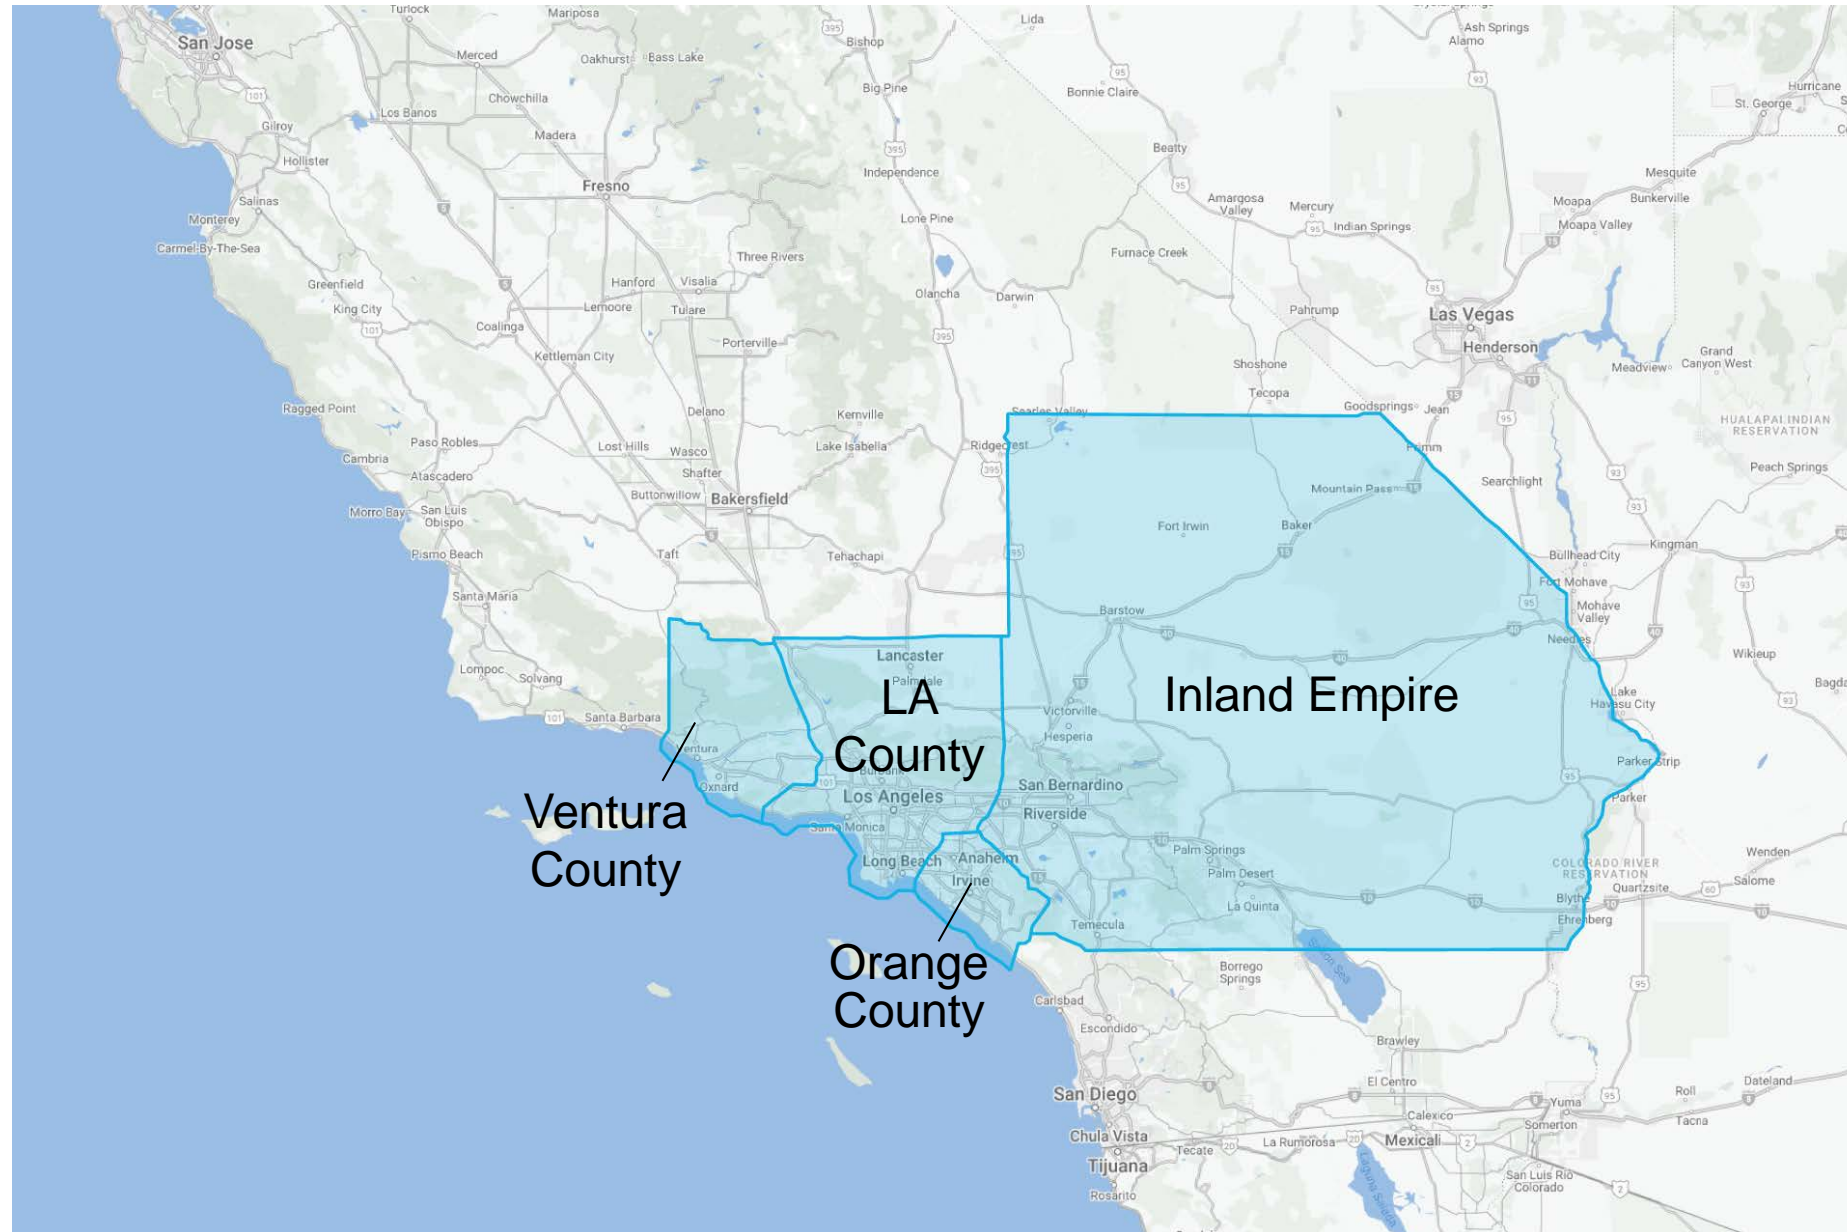 Turlock
Mariposa
Lida
Ash Springs
Alamo
San Jose
Bishop
Merced
Oakhurst
Bass Lake
Big Pine
Bonnie Claire
Hurricane
St. George
Chowchilla
Los Banos
Gilroy
Madera
Hollister
Beatty
Independence
Mesquite
Fresno
Salinas
Amargosa
Valley
Mercury
Moapa
Bunkerville
Monterey
Lone Pine
Indian Springs
Moapa Valley
Carmel-By-The-Sea
Three Rivers
Furnace Creek
Greenfield
Hanford
Visalia
Olancha
Darwin
King City
Lemoore
Tulare
Pahrump
Las Vegas
Coalinga
Porterville
Henderson
Kettleman City
Shoshone
Meadview
Grand
Canyon West
Tecopa
Ragged Point
Delano
Kernville
Searles Valley
Goodsprings
Jean
Paso Robles
Lost Hills
Wasco
Lake Isabella
Ridgecrest
Primm
HUALAPAI INDIAN
RESERVATION
Cambria
Atascadero
Shafter
Peach Springs
Buttonwillow
Bakersfield
Mountain Pass
Searchlight
Morro Bay
San Luis
Obispo
Fort Irwin
Baker
Pismo Beach
Taft
Tehachapi
Bullhead City
Kingman
Fort Mohave
Santa Maria
Barstow
Mohave
Valley
Needles
Lancaster
Wikieup
Lompoc
Solvang
Palmdale
LA
County
Inland Empire
Lake
Havasu City
Bagda
Santa Barbara
Victorville
Hesperia
Ventura
Oxnard
Burbank
San Bernardino
Parker Strip
Ventura
County
Los Angeles
Riverside
Parker
Santa Monica
Long Beach
Anaheim
Irvine
Palm Springs
Palm Desert
COLORADO RIVER
RESERVATION
Wenden
Salome
Quartzsite
La Quinta
Blythe
Ehrenberg
Temecula
Orange
County
Salton Sea
Borrego
Springs
Carlsbad
Escondido
Brawley
San Diego
El Centro
Yuma
Roll
Dateland
Calexico
Somerton
Tacna
Chula Vista
La Rumorosa
Mexicali
Tecate
Tijuana
San Luis Rio
Colorado
Rosarito
Laguna Salada